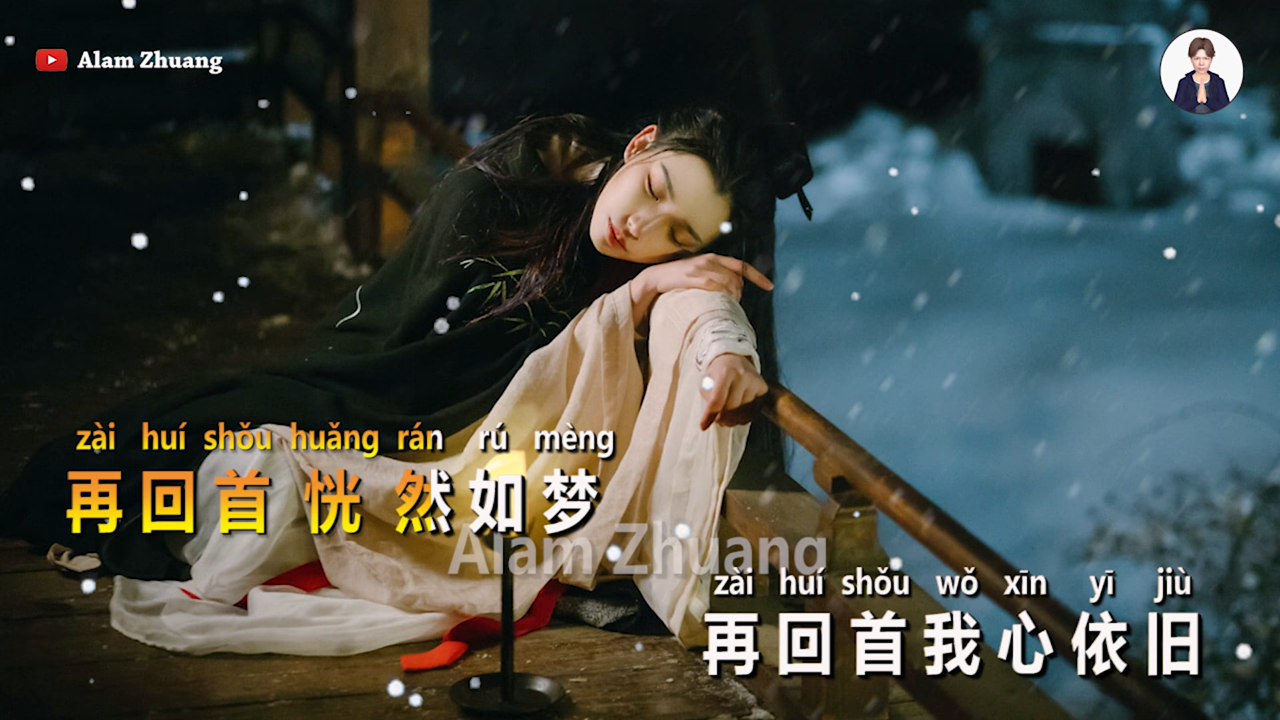 Alam Zhuang
zài huí shǒu huǎng rán rú mèng
再回首 恍然如梦
Alam Zhuang
zǎi huí shǒu wǒ xīn yī jiù
再回首我心依旧